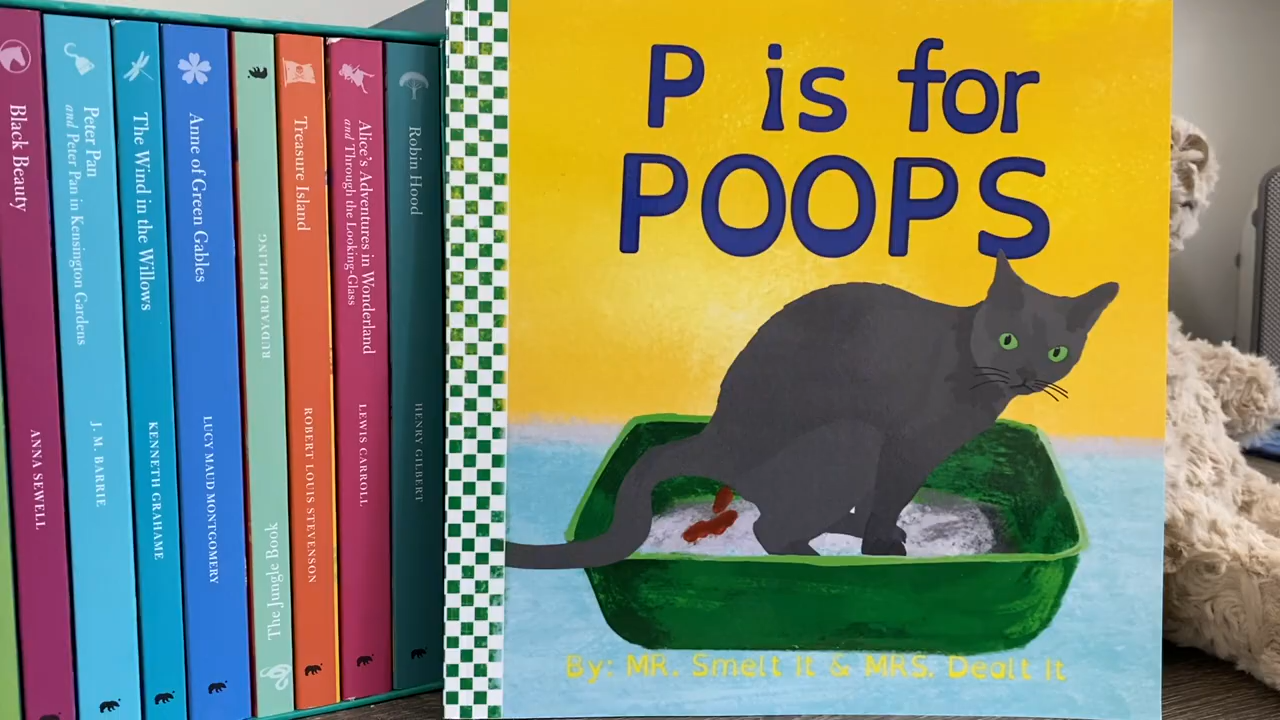 Black Beauty
ANNA SEWELL
Peter Pan
and Peter Pan in Kensington Gardens
J. M. BARRIE
The Wind in the Willows
KENNETH GRAHAME
Anne of Green Gables
LUCY MAUD MONTGOMERY
RUDYARD KIPLING
The Jungle Book
Treasure Island
ROBERT LOUIS STEVENSON
Alice's Adventures in Wonderland
and Through the Looking-Glass
LEWIS CARROLL
Robin Hood
HENRY GILBERT
P is for
POOPS
By: MR. Smelt It & MRS. Dealt It